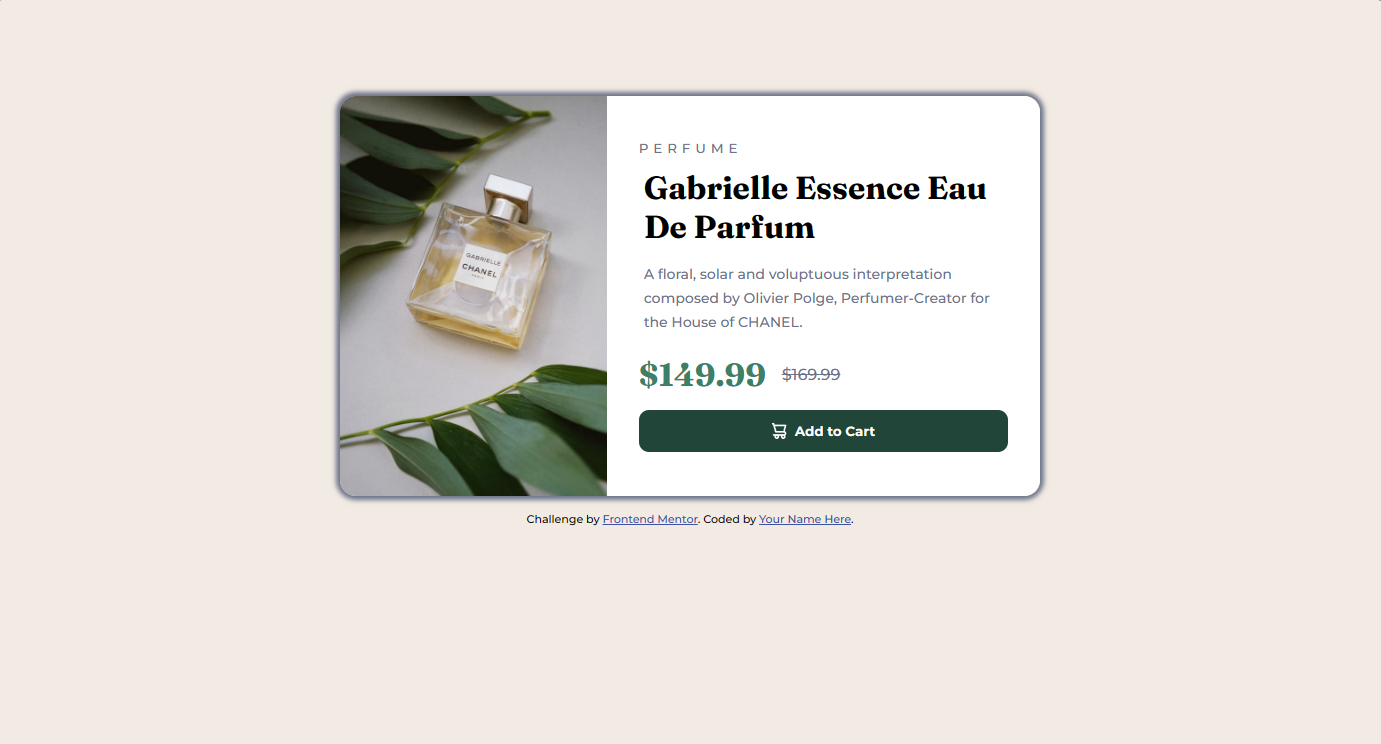 GABRIELLE
CHANEL
PARIS
PERFUME
Gabrielle Essence Eau
De Parfum
A floral, solar and voluptuous interpretation
composed by Olivier Polge, Perfumer-Creator for
the House of CHANEL.
$149.99 $169.99
Add to Cart
Challenge by Frontend Mentor. Coded by Your Name Here.